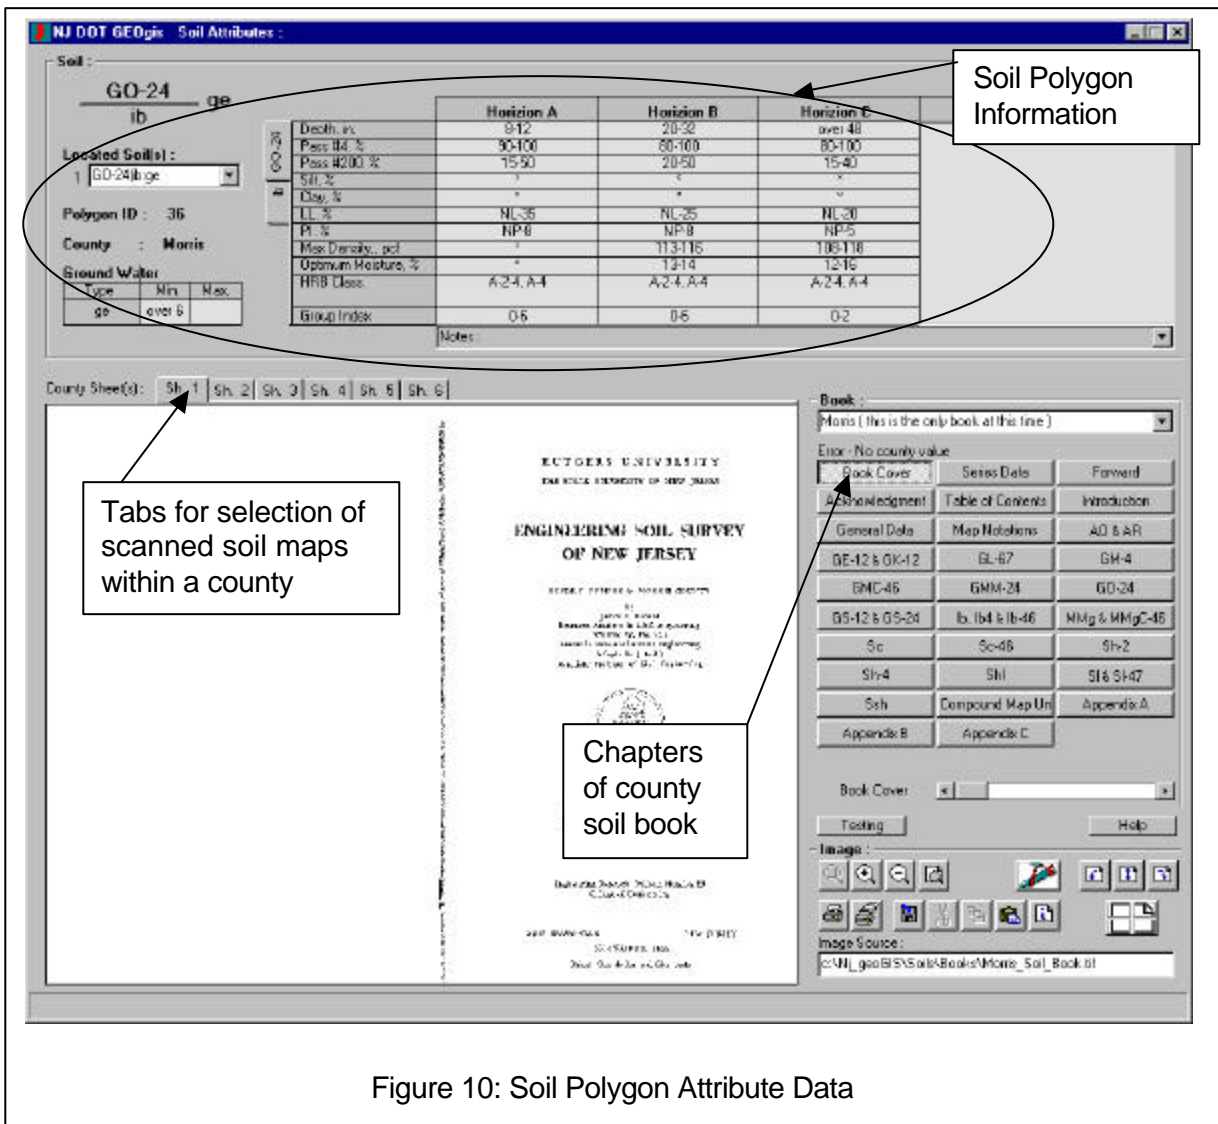 NJ DOT GEOgis   Soil Attributes :
Soil :
GO-24
ib
ge
Located Soil(s) :
1 GO-24|ib:ge
Polygon ID : 36
County : Morris
Ground Water
Type Min. Max.
ge over 6
GO-24
Horizion A Horizion B Horizion C
Depth, in. 8-12 20-32 over 48
Pass #4, % 90-100 80-100 80-100
Pass #200, % 15-50 20-50 15-40
Silt, % * * *
Clay, % * * *
LL, % NL-35 NL-25 NL-20
PI, % NP-8 NP-8 NP-5
Max Density., pcf * 113-116 108-118
Optimum Moisture, % * 13-14 12-16
HRB Class. A-2-4, A-4 A-2-4, A-4 A-2-4, A-4
Group Index 0-6 0-6 0-2
Notes :
Soil Polygon
Information
County Sheet(s) : Sh. 1 Sh. 2 Sh. 3 Sh. 4 Sh. 5 Sh. 6
Tabs for selection of
scanned soil maps
within a county
RUTGERS UNIVERSITY
THE STATE UNIVERSITY OF NEW JERSEY
ENGINEERING SOIL SURVEY
OF NEW JERSEY
NEW JERSEY
Chapters
of county
soil book
Book :
Morris ( this is the only book at this time )
Error - No county value
Book Cover Series Data Forward
Acknowledgment Table of Contents Introduction
General Data Map Notations AO & AR
GE-12 & GK-12 GL-67 GM-4
GMC-46 GMM-24 GO-24
GS-12 & GS-24 Ib, Ib4 & Ib-46 MMg & MMgC-46
Sc Sc-46 Sh-2
Sh-4 Shl Sl & Sl-47
Ssh Compound Map Un Appendix A
Appendix B Appendix C
Book Cover
Testing Help
Image :
Image Source :
c:\Nj_geoGIS\Soils\Books\Morris_Soil_Book.tif
Figure 10: Soil Polygon Attribute Data